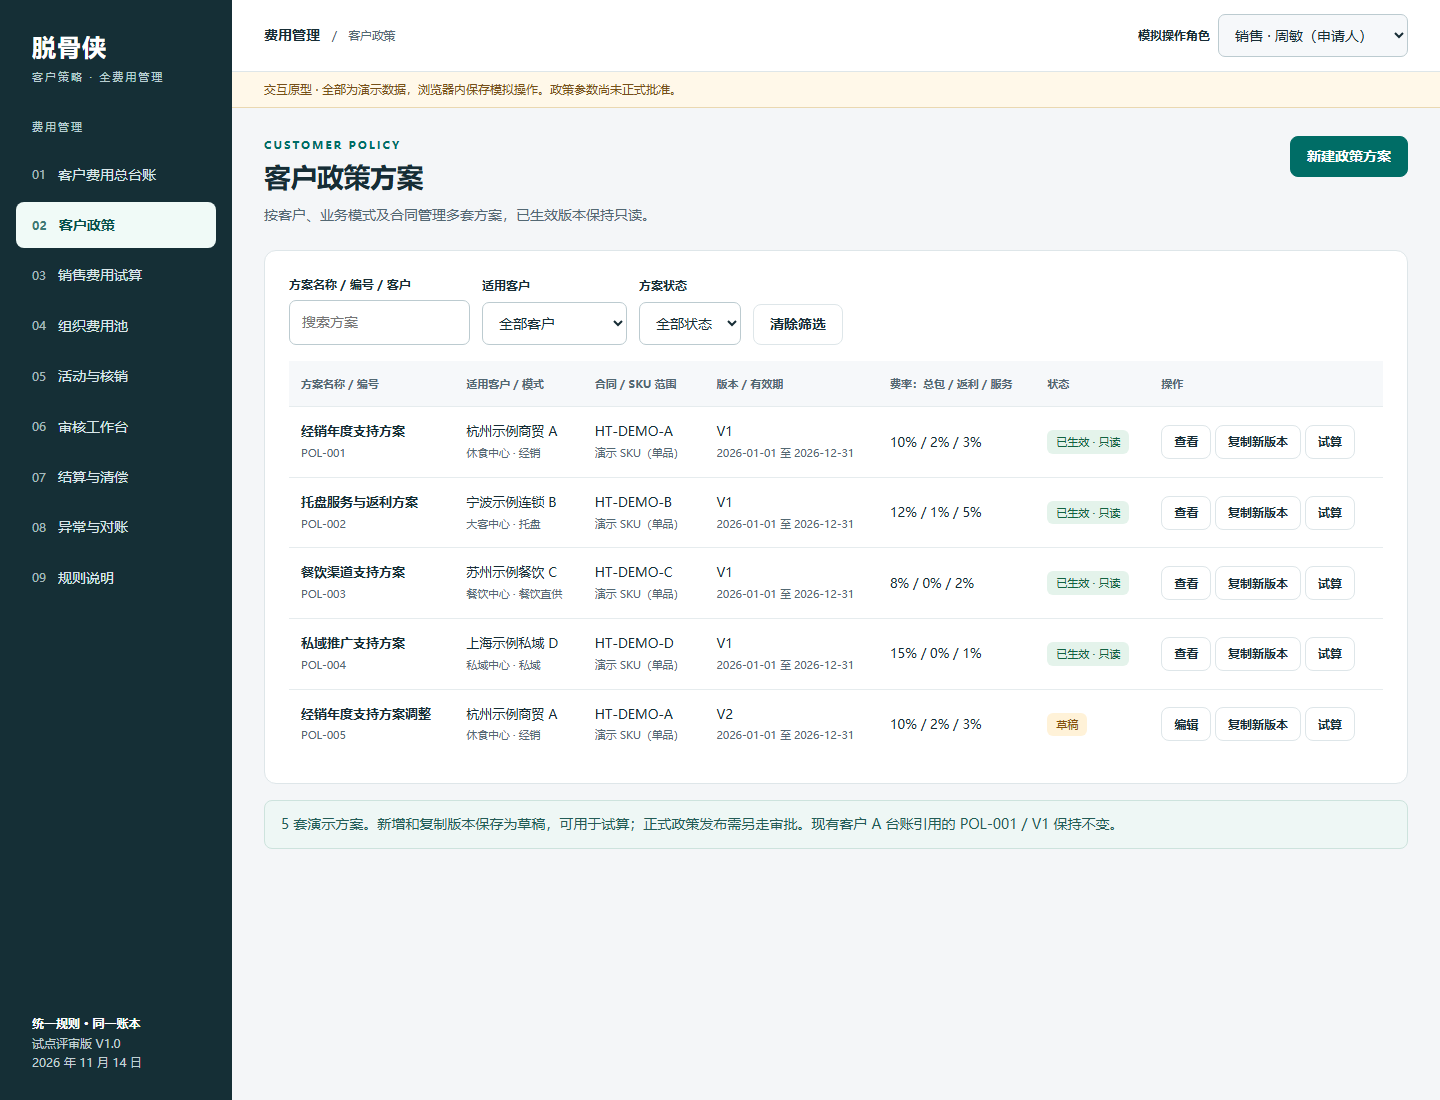 脱骨侠
客户策略 · 全费用管理
费用管理
01 客户费用总台账
02 客户政策
03 销售费用试算
04 组织费用池
05 活动与核销
06 审核工作台
07 结算与清偿
08 异常与对账
09 规则说明
统一规则 · 同一账本
试点评审版 V1.0
2026 年 11 月 14 日
费用管理 / 客户政策
模拟操作角色 销售 · 周敏（申请人）
交互原型 · 全部为演示数据，浏览器内保存模拟操作。政策参数尚未正式批准。
CUSTOMER POLICY
客户政策方案
按客户、业务模式及合同管理多套方案，已生效版本保持只读。
新建政策方案
方案名称 / 编号 / 客户 适用客户 方案状态
搜索方案 全部客户 全部状态 清除筛选
方案名称 / 编号 适用客户 / 模式 合同 / SKU 范围 版本 / 有效期 费率：总包 / 返利 / 服务 状态 操作
经销年度支持方案 杭州示例商贸 A HT-DEMO-A V1 10% / 2% / 3% 已生效 · 只读 查看 复制新版本 试算
POL-001 休食中心 · 经销 演示 SKU（单品） 2026-01-01 至 2026-12-31
托盘服务与返利方案 宁波示例连锁 B HT-DEMO-B V1 12% / 1% / 5% 已生效 · 只读 查看 复制新版本 试算
POL-002 大客中心 · 托盘 演示 SKU（单品） 2026-01-01 至 2026-12-31
餐饮渠道支持方案 苏州示例餐饮 C HT-DEMO-C V1 8% / 0% / 2% 已生效 · 只读 查看 复制新版本 试算
POL-003 餐饮中心 · 餐饮直供 演示 SKU（单品） 2026-01-01 至 2026-12-31
私域推广支持方案 上海示例私域 D HT-DEMO-D V1 15% / 0% / 1% 已生效 · 只读 查看 复制新版本 试算
POL-004 私域中心 · 私域 演示 SKU（单品） 2026-01-01 至 2026-12-31
经销年度支持方案调整 杭州示例商贸 A HT-DEMO-A V2 10% / 2% / 3% 草稿 编辑 复制新版本 试算
POL-005 休食中心 · 经销 演示 SKU（单品） 2026-01-01 至 2026-12-31
5 套演示方案。新增和复制版本保存为草稿，可用于试算；正式政策发布需另走审批。现有客户 A 台账引用的 POL-001 / V1 保持不变。